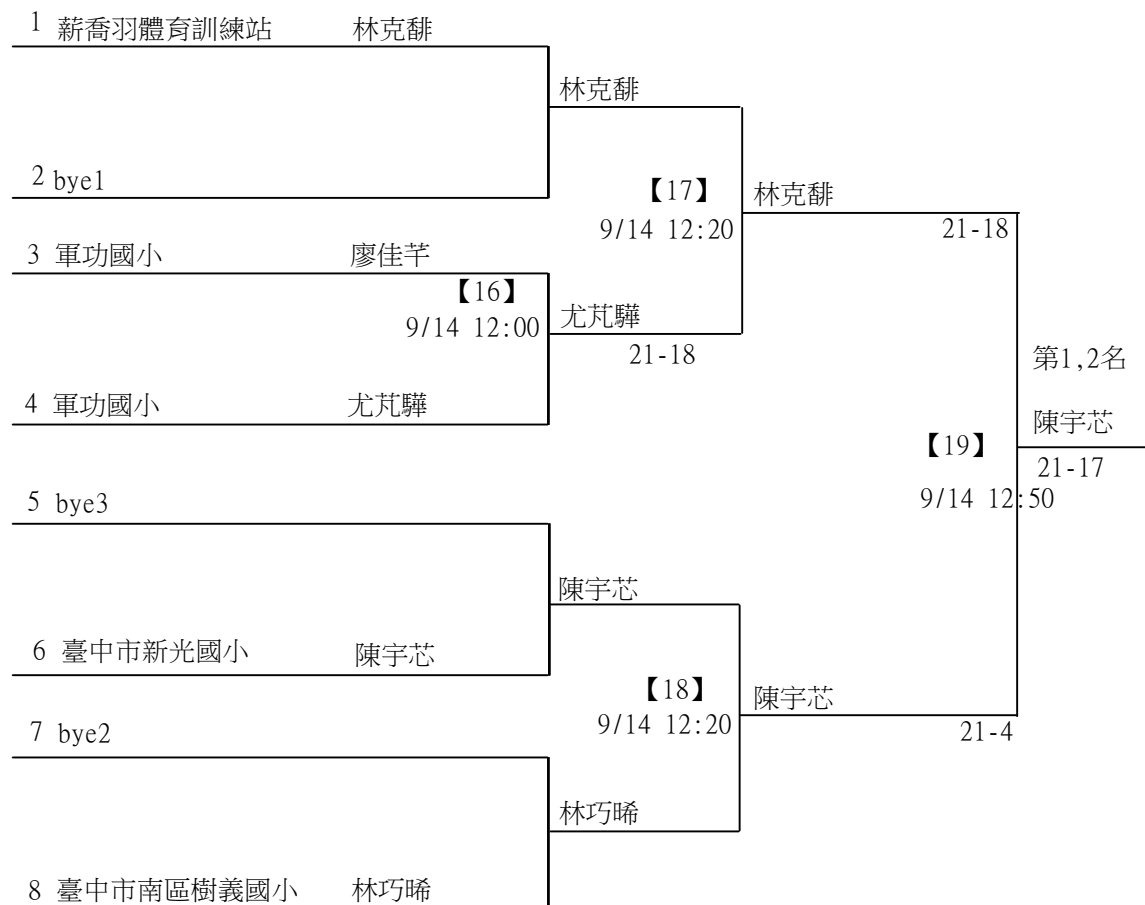 1 薪喬羽體育訓練站 林克馡
林克馡
2 bye1
【17】
9/14 12:20
林克馡
21-18
3 軍功國小 廖佳芊
【16】
9/14 12:00
尤芃驊
21-18
4 軍功國小 尤芃驊
第1,2名
陳宇芯
【19】
21-17
9/14 12:50
5 bye3
陳宇芯
6 臺中市新光國小 陳宇芯
【18】
9/14 12:20
陳宇芯
21-4
7 bye2
林巧晞
8 臺中市南區樹義國小 林巧晞